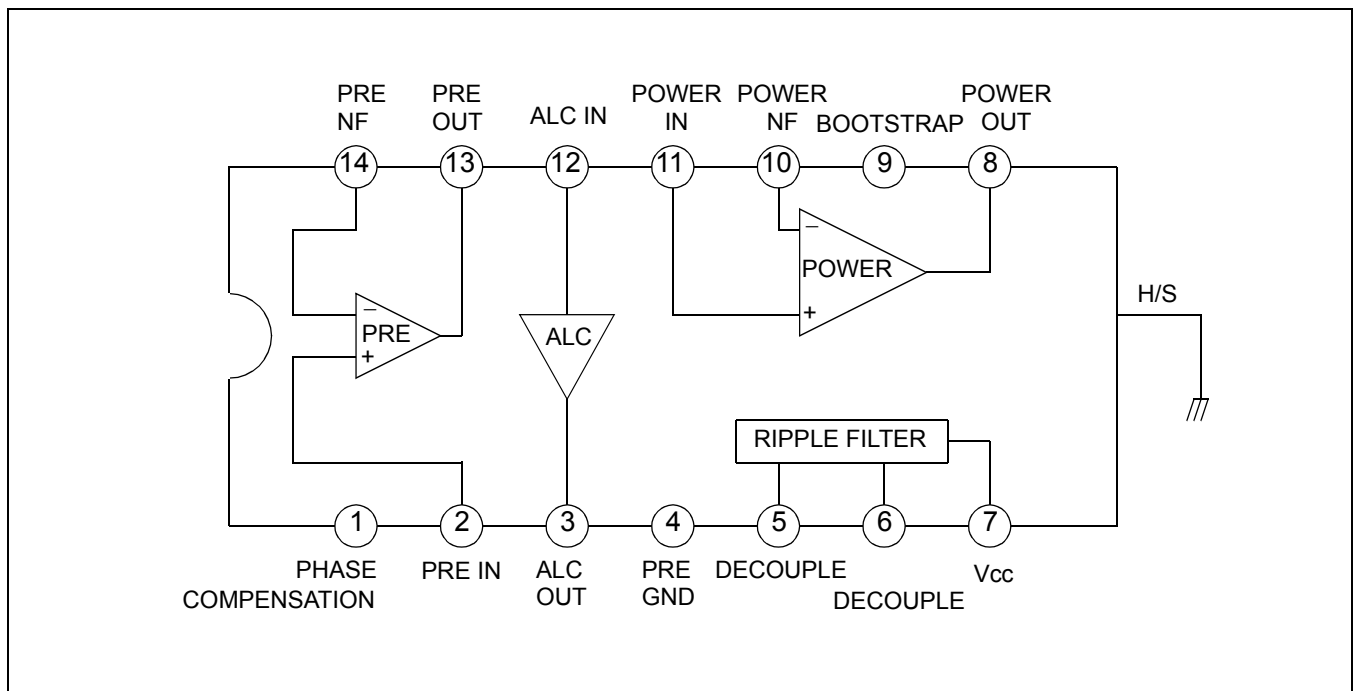 PRE
NF
PRE
OUT
ALC IN
POWER
IN
POWER
NF
BOOTSTRAP
POWER
OUT
14
13
12
11
10
9
8
−
PRE
+
ALC
−
POWER
+
H/S
RIPPLE FILTER
1
2
3
4
5
6
7
PHASE
COMPENSATION
PRE IN
ALC
OUT
PRE
GND
DECOUPLE
DECOUPLE
Vcc